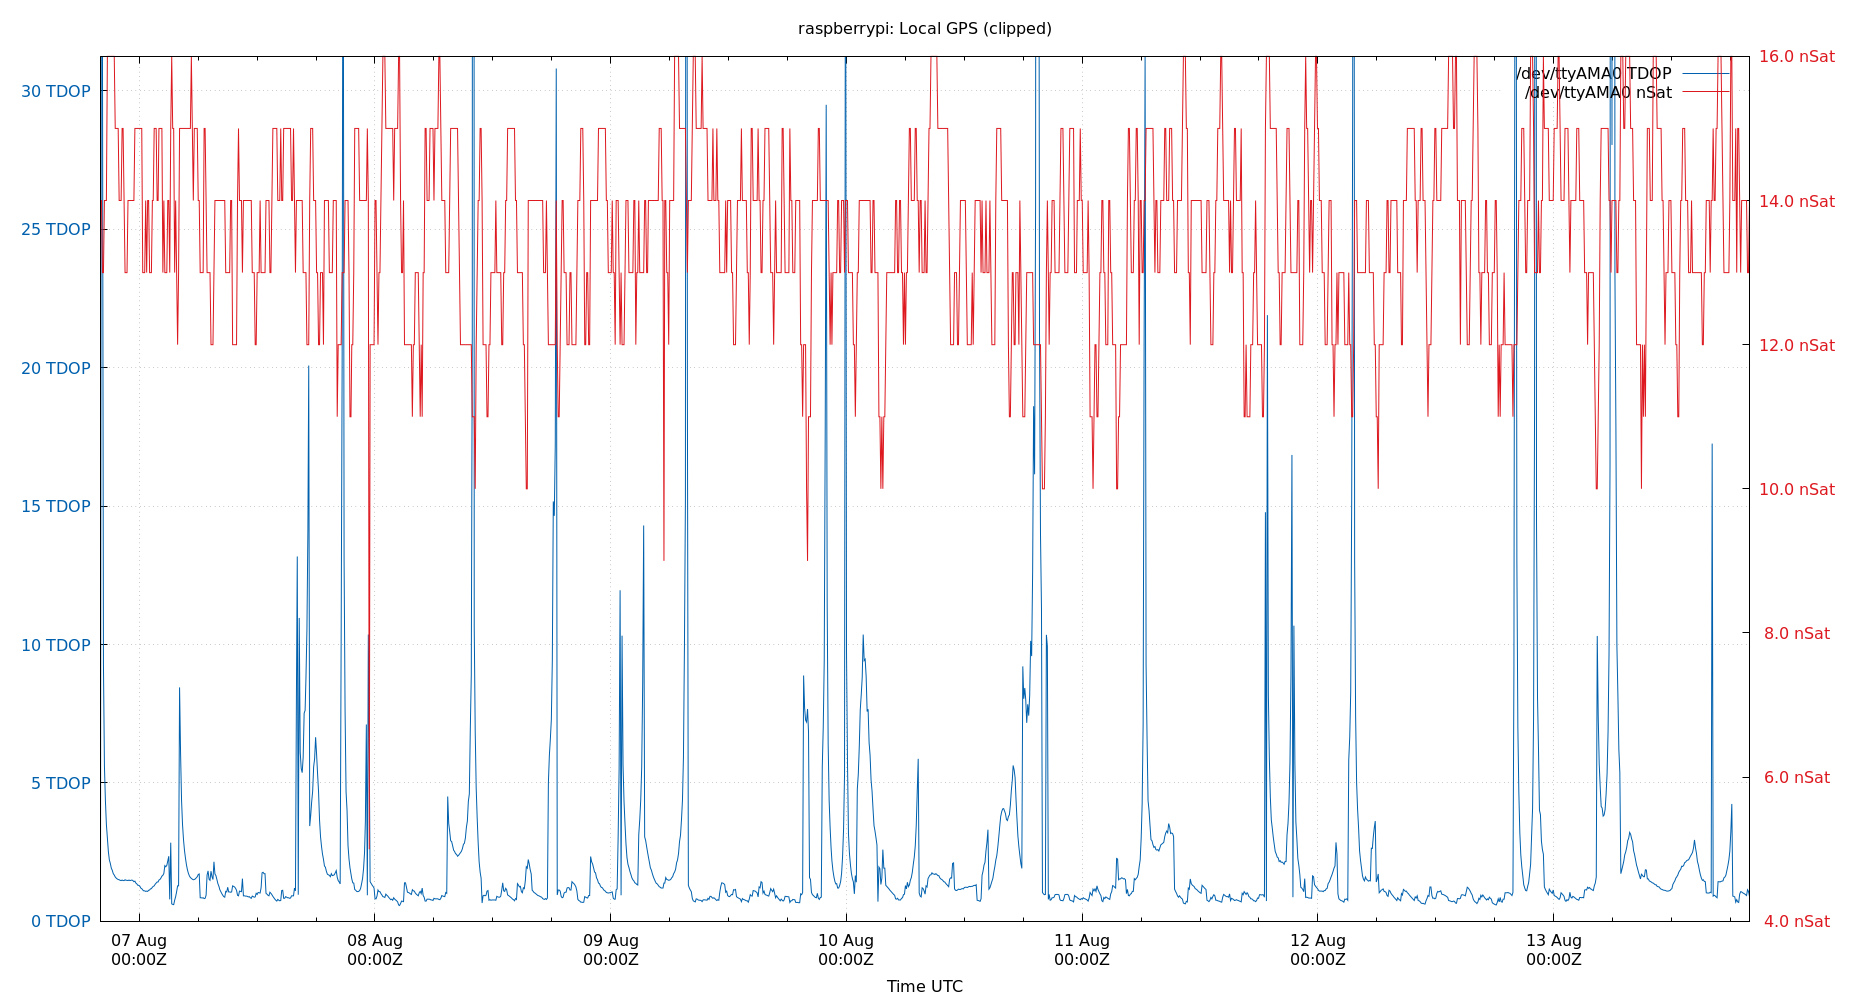 raspberrypi: Local GPS (clipped)
/dev/ttyAMA0 TDOP
/dev/ttyAMA0 nSat
30 TDOP
25 TDOP
20 TDOP
15 TDOP
10 TDOP
5 TDOP
0 TDOP
16.0 nSat
14.0 nSat
12.0 nSat
10.0 nSat
8.0 nSat
6.0 nSat
4.0 nSat
07 Aug 08 Aug 09 Aug 10 Aug 11 Aug 12 Aug 13 Aug
00:00Z 00:00Z 00:00Z 00:00Z 00:00Z 00:00Z 00:00Z
Time UTC